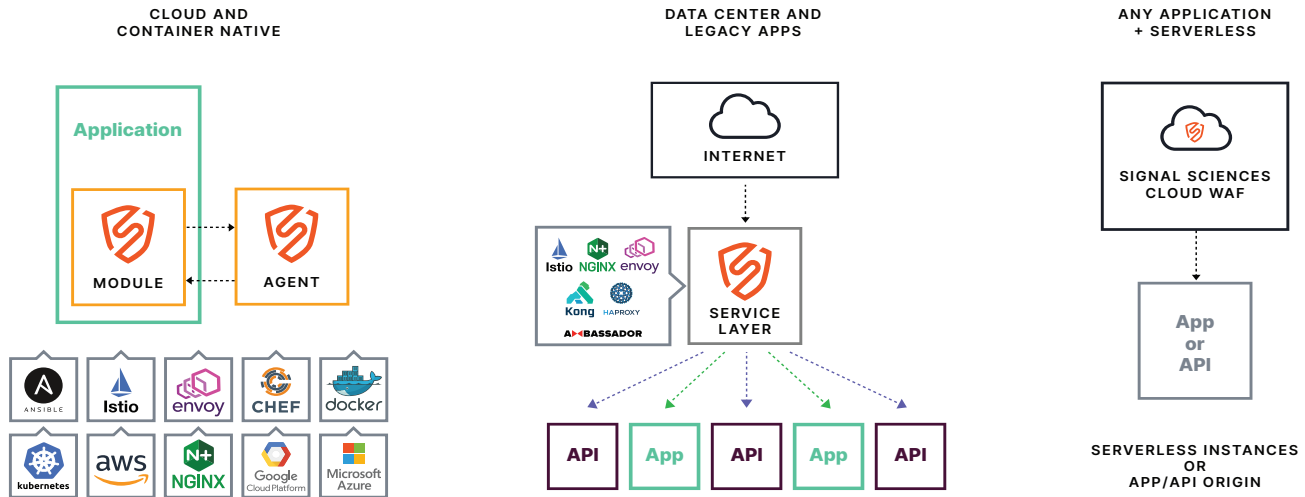 CLOUD AND
CONTAINER NATIVE
Application
MODULE
AGENT
ANSIBLE
Istio
envoy
CHEF
docker
kubernetes
aws
N+
NGINX
Google
Cloud Platform
Microsoft
Azure
DATA CENTER AND
LEGACY APPS
INTERNET
Istio
N+
NGINX
envoy
Kong
HAPROXY
AMBASSADOR
SERVICE
LAYER
API
App
API
App
API
ANY APPLICATION
+ SERVERLESS
SIGNAL SCIENCES
CLOUD WAF
App
or
API
SERVERLESS INSTANCES
OR
APP/API ORIGIN